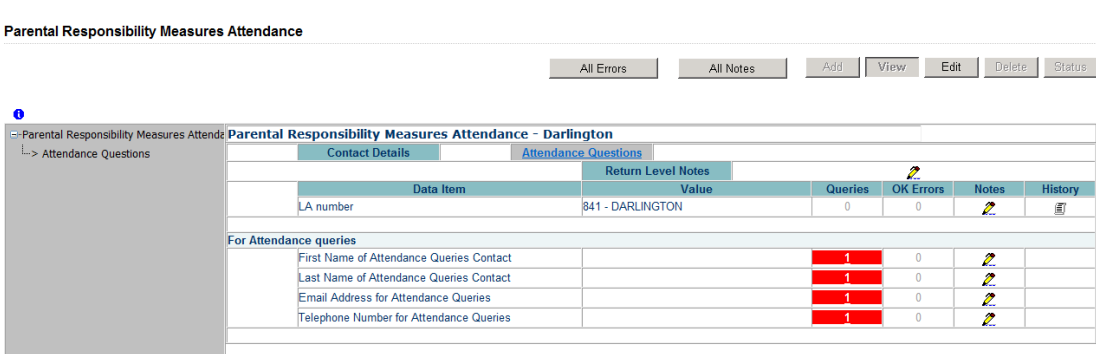 Parental Responsibility Measures Attendance
All Errors All Notes Add View Edit Delete Status
Parental Responsibility Measures Attenda Parental Responsibility Measures Attendance - Darlington
> Attendance Questions Contact Details Attendance Questions
Return Level Notes
Data Item Value Queries OK Errors Notes History
LA number 841 - DARLINGTON 0 0
For Attendance queries
First Name of Attendance Queries Contact 1 0
Last Name of Attendance Queries Contact 1 0
Email Address for Attendance Queries 1 0
Telephone Number for Attendance Queries 1 0